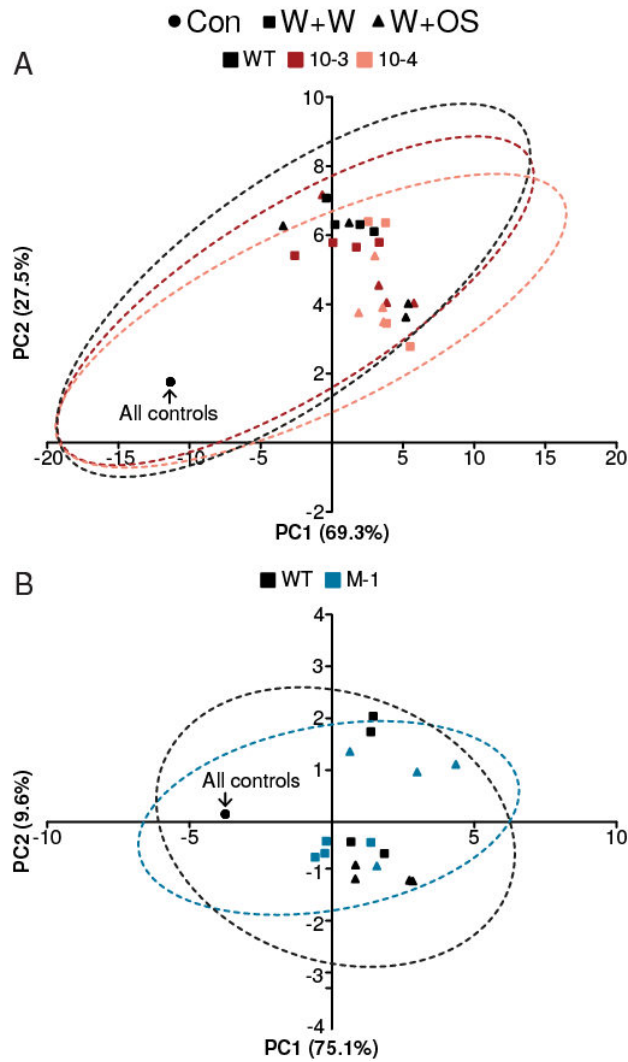 Con W+W W+OS
A
WT 10-3 10-4
10
8
6
4
2
-2
PC2 (27.5%)
All controls
-20 -15 -10 -5 5 10 15 20
PC1 (69.3%)
B
WT M-1
4
3
2
1
-1
-2
-3
-4
PC2 (9.6%)
All controls
-10 -5 5 10
PC1 (75.1%)